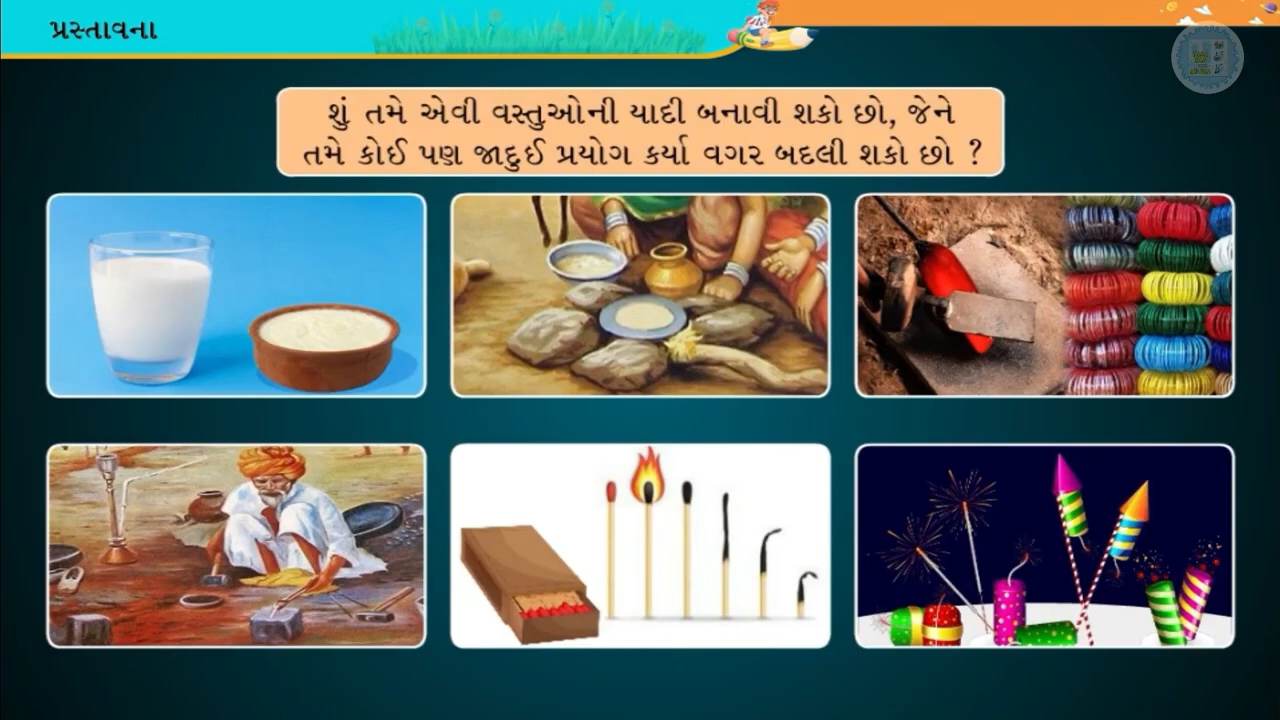 પ્રસ્તાવના
શું તમે એવી વસ્તુઓની યાદી બનાવી શકો છો, જેને
તમે કોઈ પણ જાદુઈ પ્રયોગ કર્યા વગર બદલી શકો છો ?